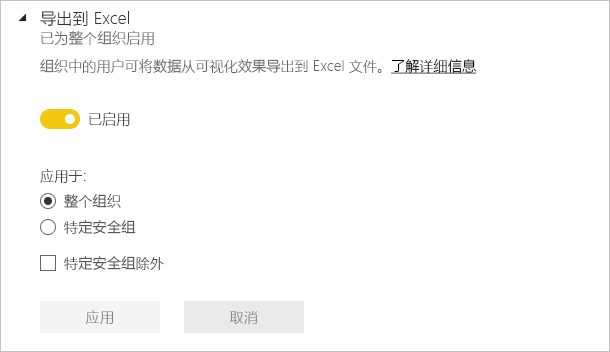 导出到 Excel
已为整个组织启用
组织中的用户可将数据从可视化效果导出到 Excel 文件。了解详细信息
已启用
应用于:
整个组织
特定安全组
特定安全组除外
应用 取消